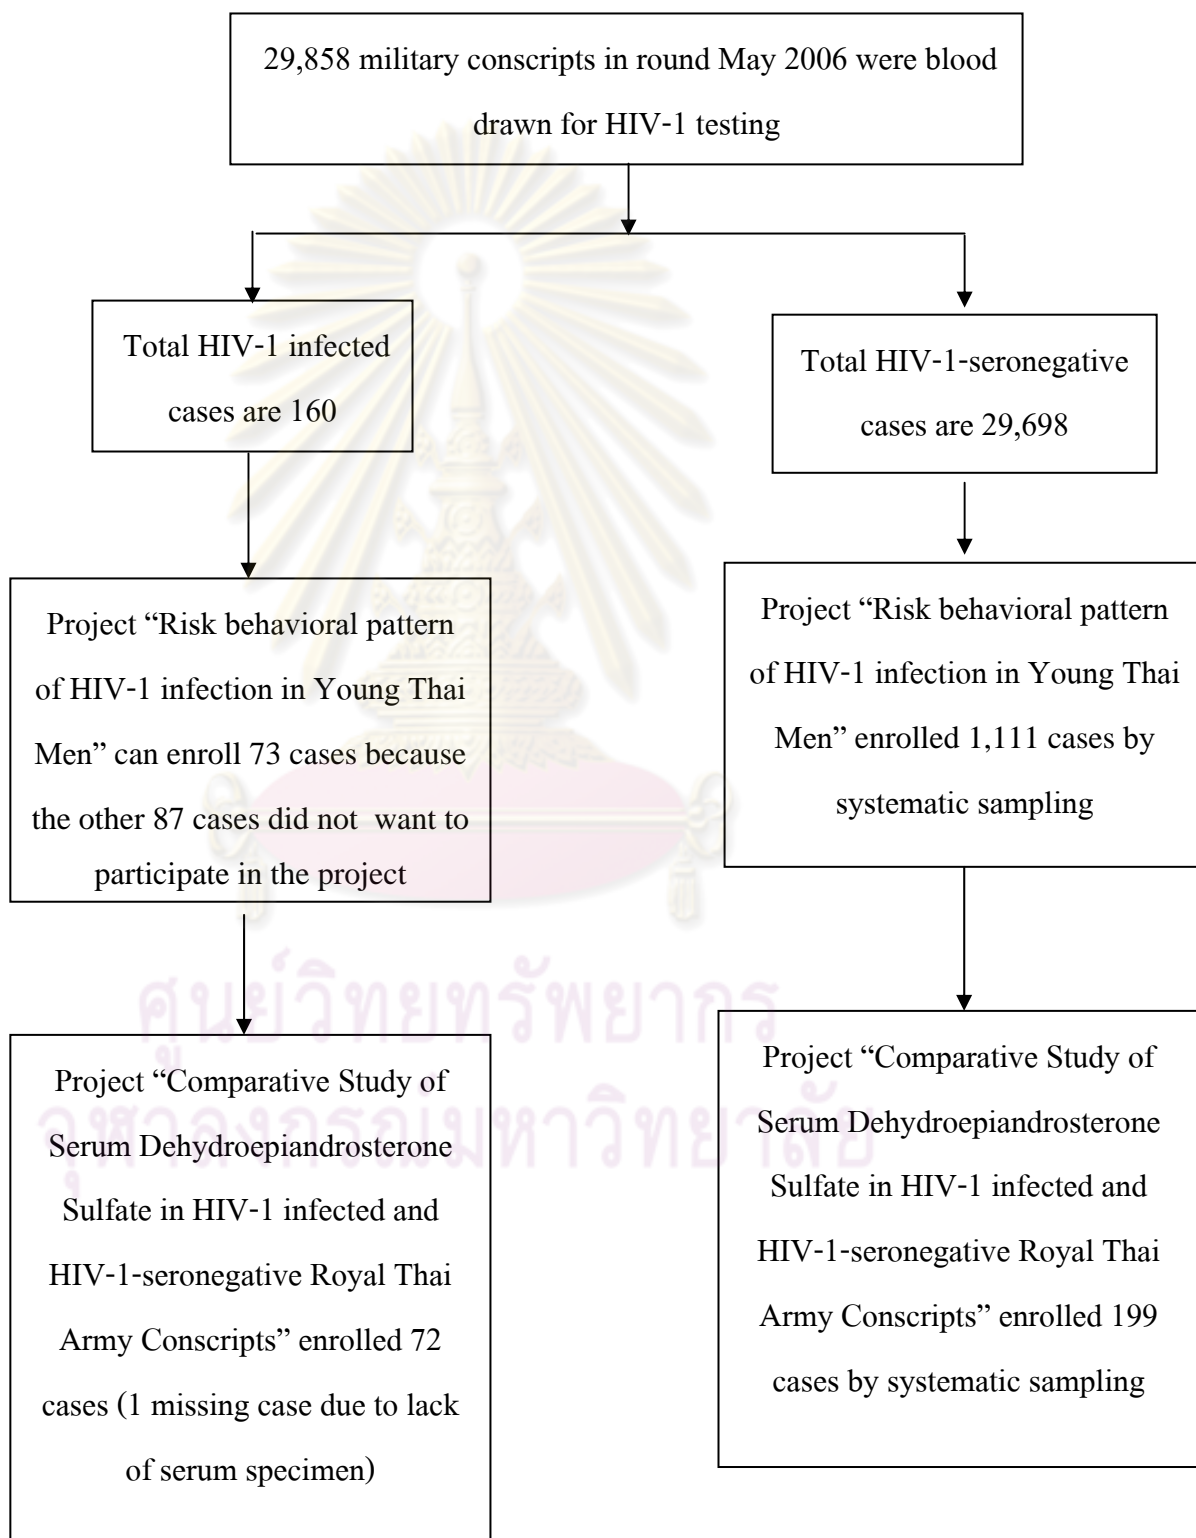 29,858 military conscripts in round May 2006 were blood
drawn for HIV-1 testing
Total HIV-1 infected
cases are 160
Total HIV-1-seronegative
cases are 29,698
Project “Risk behavioral pattern
of HIV-1 infection in Young Thai
Men” can enroll 73 cases because
the other 87 cases did not want to
participate in the project
Project “Risk behavioral pattern
of HIV-1 infection in Young Thai
Men” enrolled 1,111 cases by
systematic sampling
ศูนย์วิทยทรัพยากร
จุฬาลงกรณ์มหาวิทยาลัย
Project “Comparative Study of
Serum Dehydroepiandrosterone
Sulfate in HIV-1 infected and
HIV-1-seronegative Royal Thai
Army Conscripts” enrolled 72
cases (1 missing case due to lack
of serum specimen)
Project “Comparative Study of
Serum Dehydroepiandrosterone
Sulfate in HIV-1 infected and
HIV-1-seronegative Royal Thai
Army Conscripts” enrolled 199
cases by systematic sampling